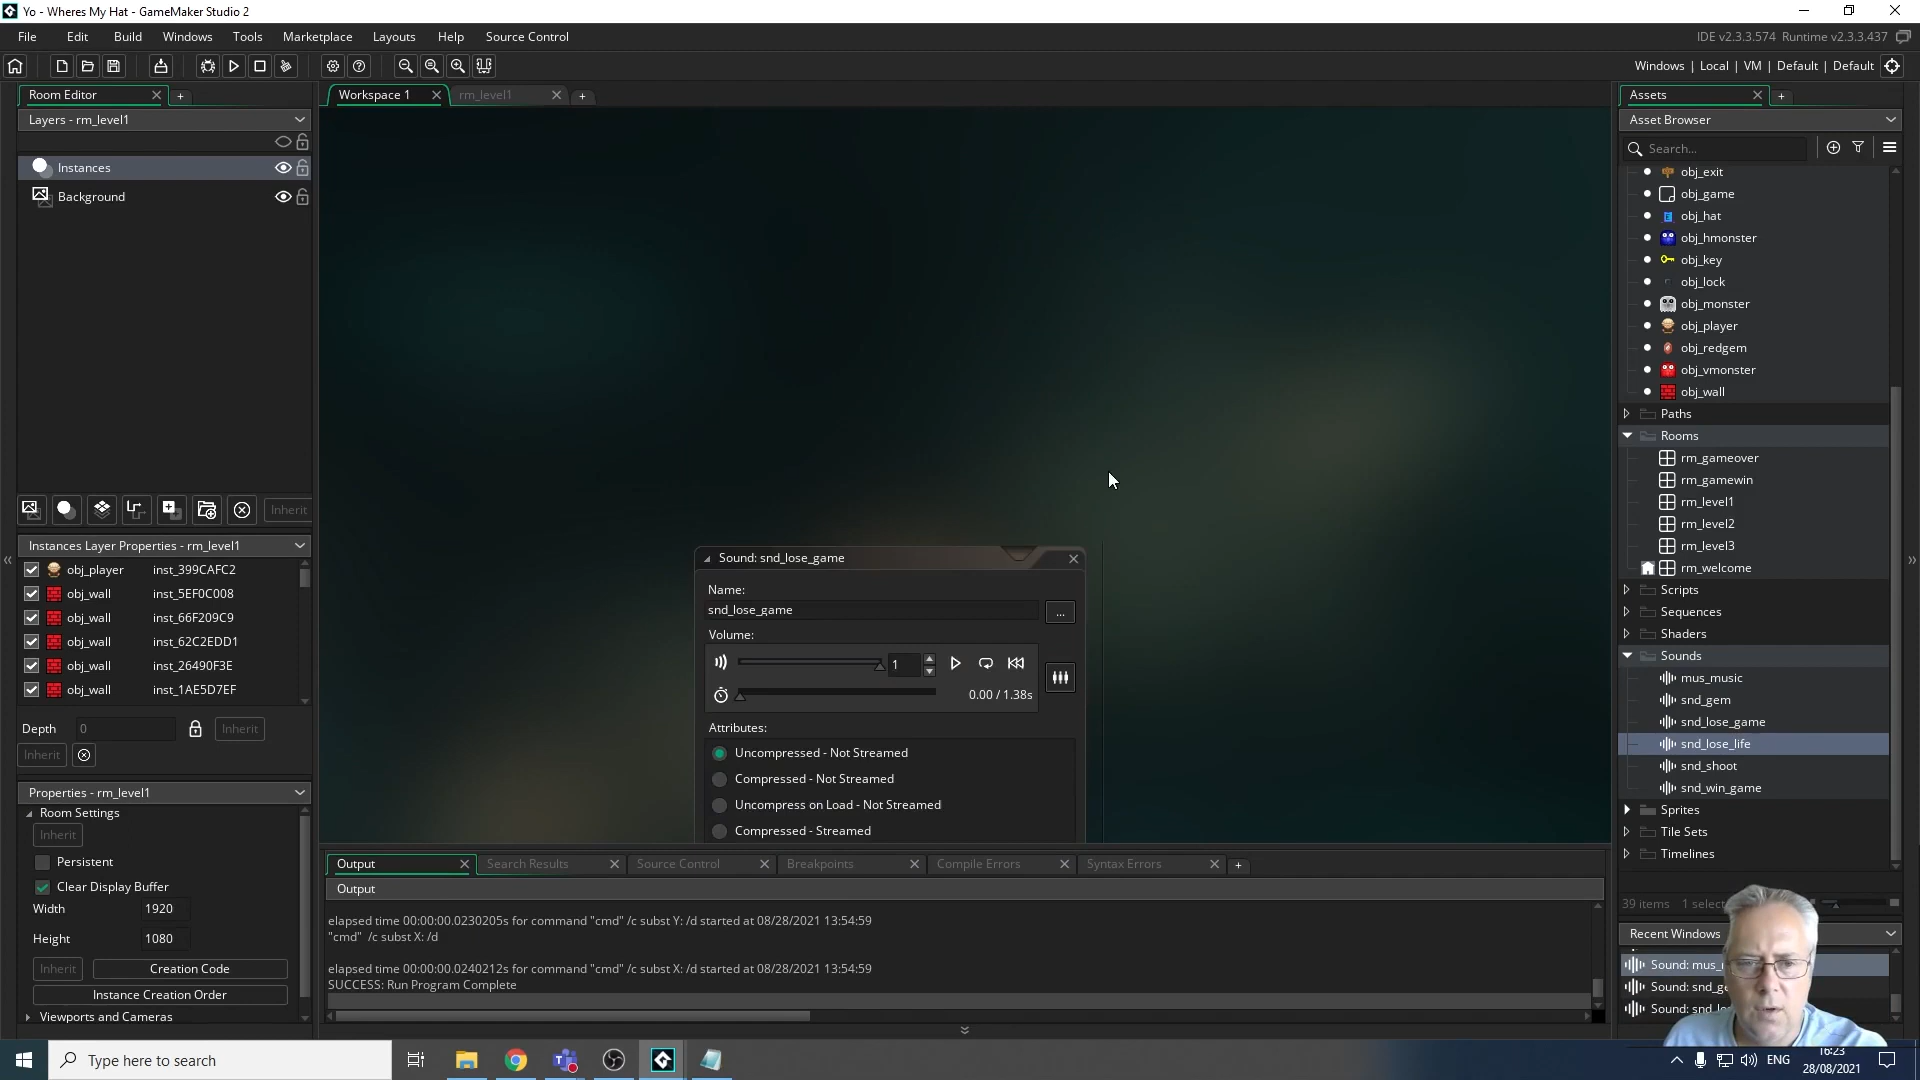 Yo - Wheres My Hat - GameMaker Studio 2
File Edit Build Windows Tools Marketplace Layouts Help Source Control
IDE v2.3.3.574 Runtime v2.3.3.437
Windows | Local | VM | Default | Default
Room Editor
Layers - rm_level1
Instances
Background
Inherit
Instances Layer Properties - rm_level1
obj_player inst_399CAFC2
obj_wall inst_5EF0C008
obj_wall inst_66F209C9
obj_wall inst_62C2EDD1
obj_wall inst_26490F3E
obj_wall inst_1AE5D7EF
Depth 0 Inherit
Inherit
Properties - rm_level1
Room Settings
Inherit
Persistent
Clear Display Buffer
Width 1920
Height 1080
Inherit Creation Code
Instance Creation Order
Viewports and Cameras
Workspace 1
rm_level1
Sound: snd_lose_game
Name:
snd_lose_game
...
Volume:
1
0.00 / 1.38s
Attributes:
Uncompressed - Not Streamed
Compressed - Not Streamed
Uncompress on Load - Not Streamed
Compressed - Streamed
Output Search Results Source Control Breakpoints Compile Errors Syntax Errors
Output
elapsed time 00:00:00.0230205s for command "cmd" /c subst Y: /d started at 08/28/2021 13:54:59
"cmd" /c subst X: /d
elapsed time 00:00:00.0240212s for command "cmd" /c subst X: /d started at 08/28/2021 13:54:59
SUCCESS: Run Program Complete
Assets
Asset Browser
Search...
obj_exit
obj_game
obj_hat
obj_hmonster
obj_key
obj_lock
obj_monster
obj_player
obj_redgem
obj_vmonster
obj_wall
Paths
Rooms
rm_gameover
rm_gamewin
rm_level1
rm_level2
rm_level3
rm_welcome
Scripts
Sequences
Shaders
Sounds
mus_music
snd_gem
snd_lose_game
snd_lose_life
snd_shoot
snd_win_game
Sprites
Tile Sets
Timelines
39 items 1 select
Recent Windows
Sound: mus_
Sound: snd_ge
Sound: snd_lo
Type here to search
ENG
16:23
28/08/2021